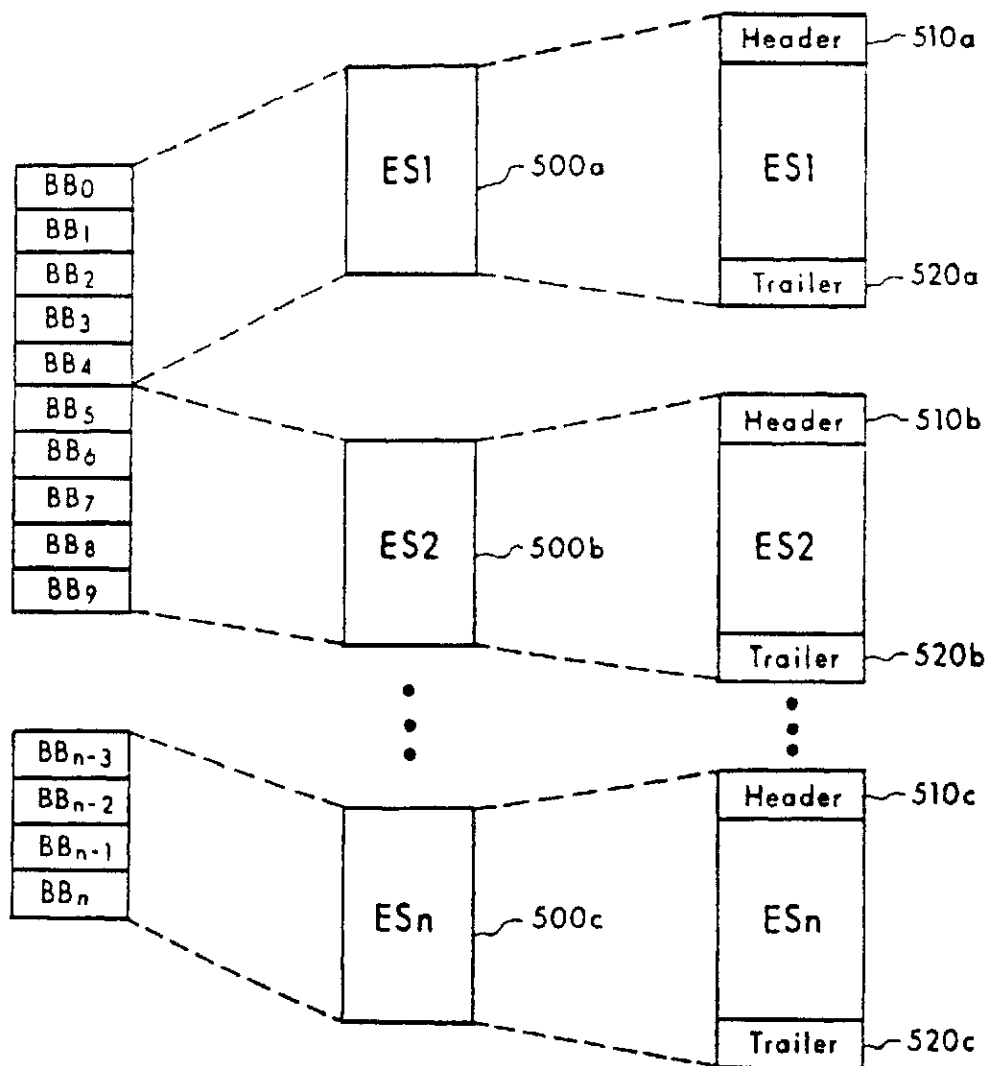 BB0
BB1
BB2
BB3
BB4
BB5
BB6
BB7
BB8
BB9
BBn-3
BBn-2
BBn-1
BBn
ES1
500a
ES2
500b
ESn
500c
Header
510a
ES1
Trailer
520a
Header
510b
ES2
Trailer
520b
Header
510c
ESn
Trailer
520c